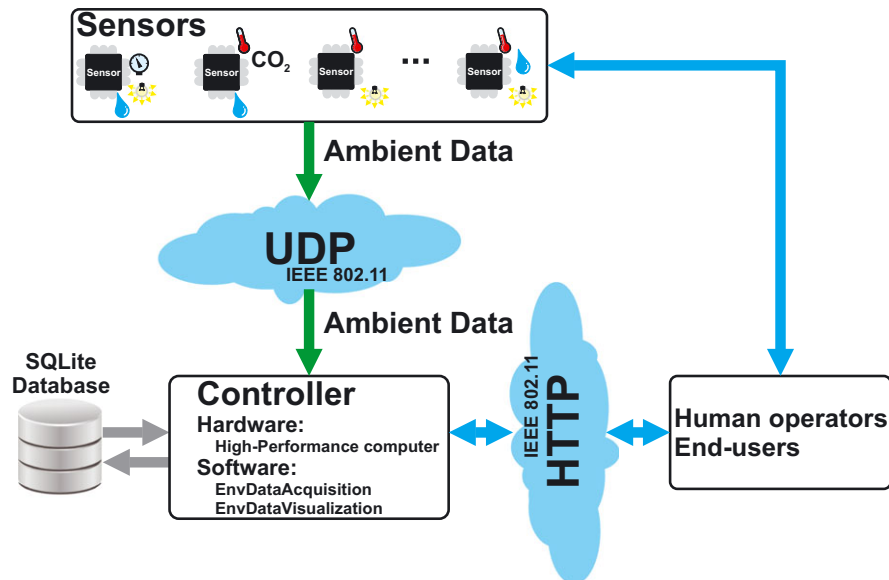 Sensors
Sensor
Sensor
CO₂
Sensor
...
Sensor
Ambient Data
UDP
IEEE 802.11
Ambient Data
SQLite
Database
Controller
Hardware:
High-Performance computer
Software:
EnvDataAcquisition
EnvDataVisualization
IEEE 802.11
HTTP
Human operators
End-users